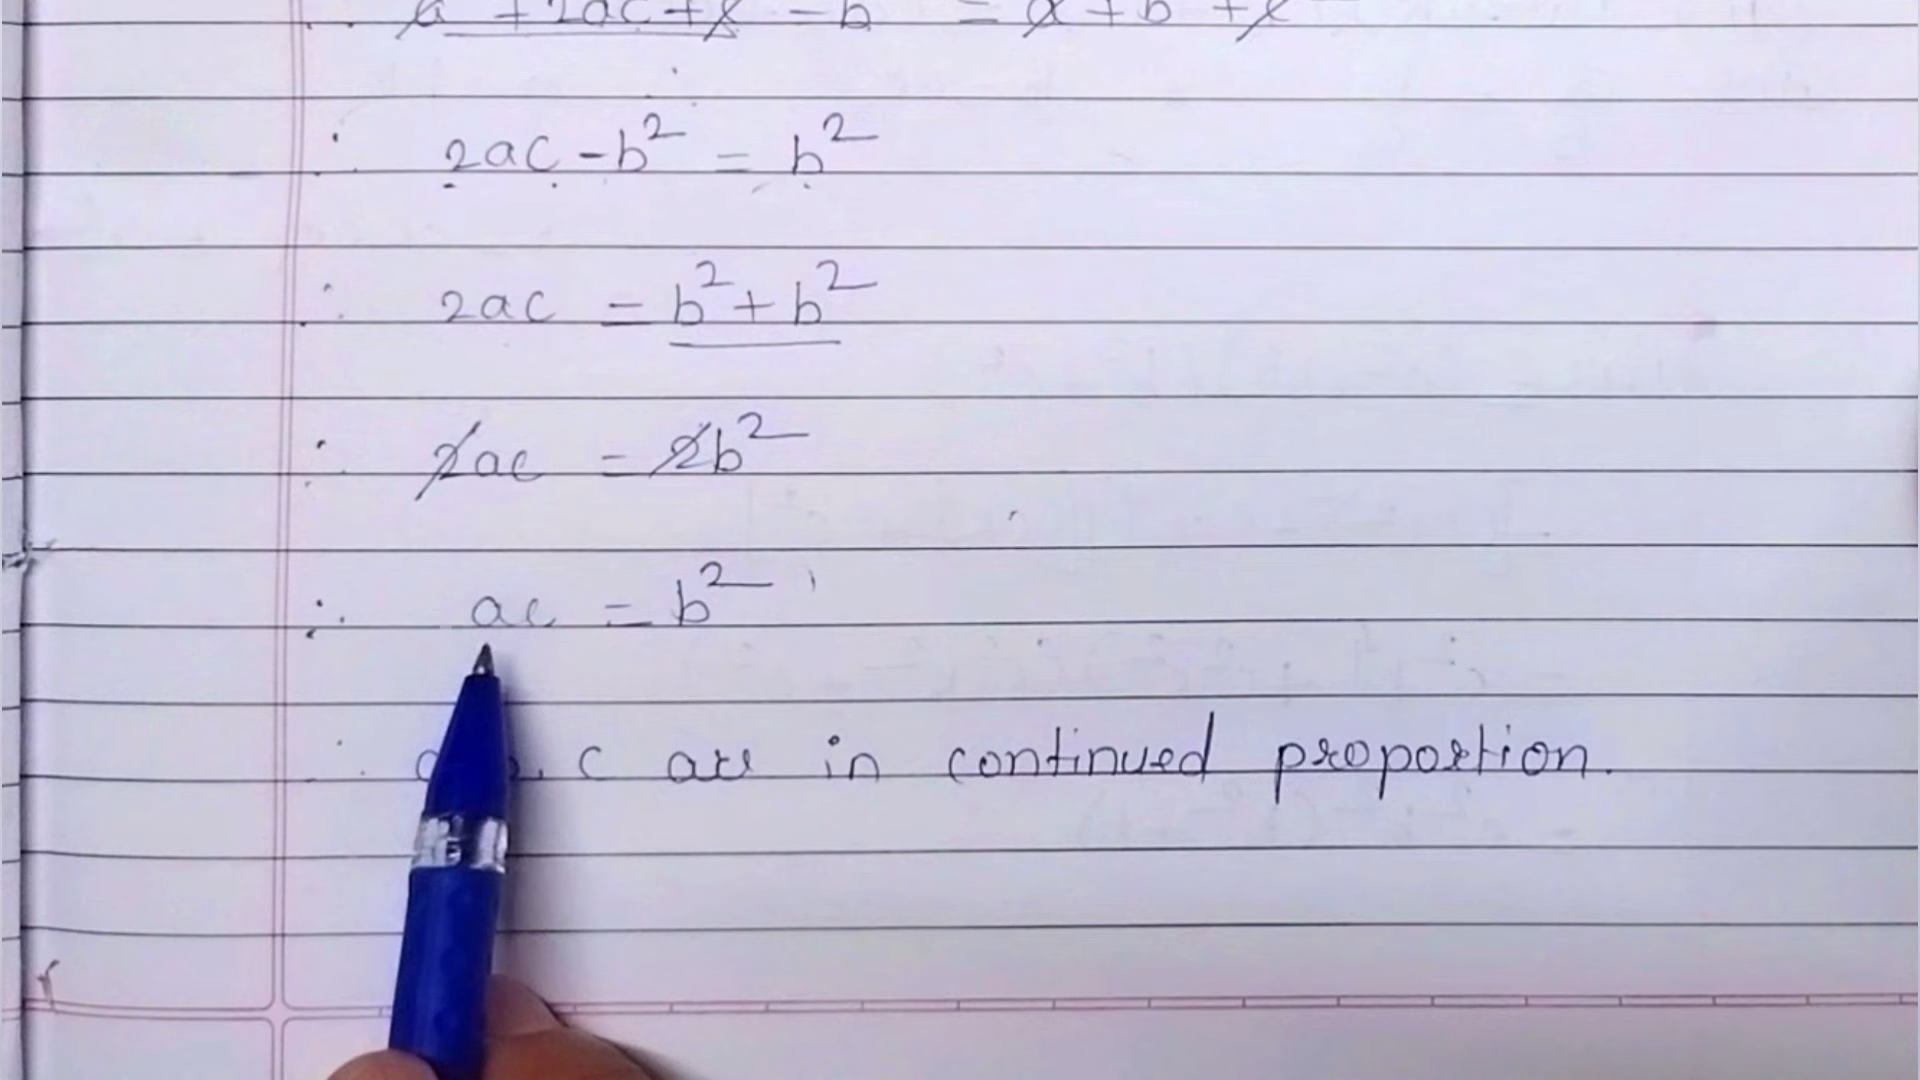 ∴ 2ac - b² = b²
∴ 2ac = b² + b²
∴ 2ac = 2b²
∴ ac = b²
∴ c are in continued proportion.